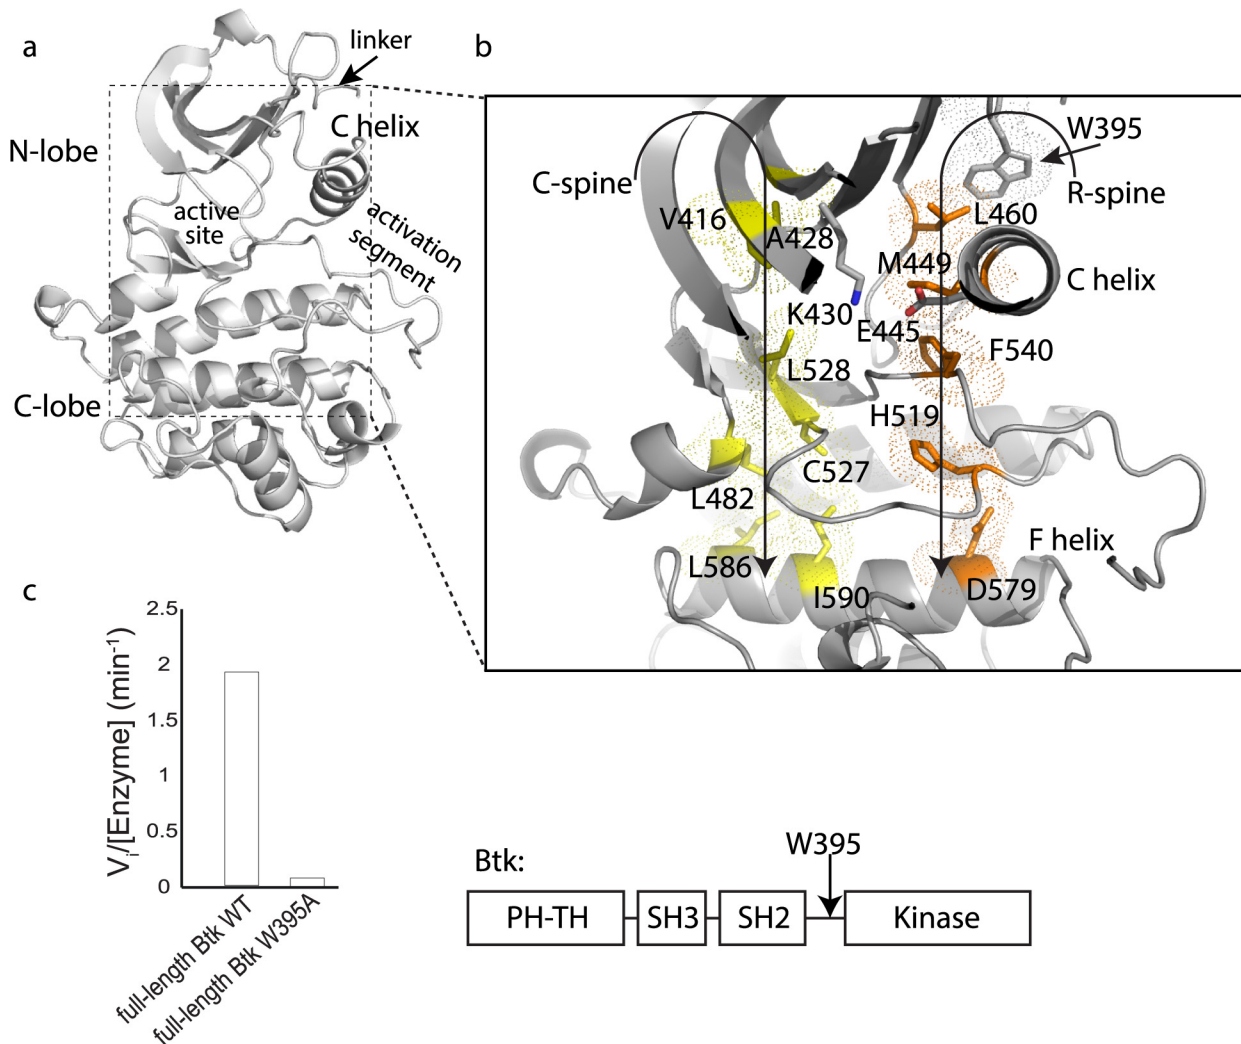 a
linker
N-lobe
C helix
active
site
activation
segment
C-lobe
b
C-spine
W395
R-spine
V416
A428
L460
M449
C helix
K430
E445
L528
F540
H519
C527
L482
F helix
L586
I590
D579
c
Vi/[Enzyme] (min⁻¹)
2.5
2
1.5
1
0.5
0
full-length Btk WT
full-length Btk W395A
W395
Btk:
PH-TH
SH3
SH2
Kinase